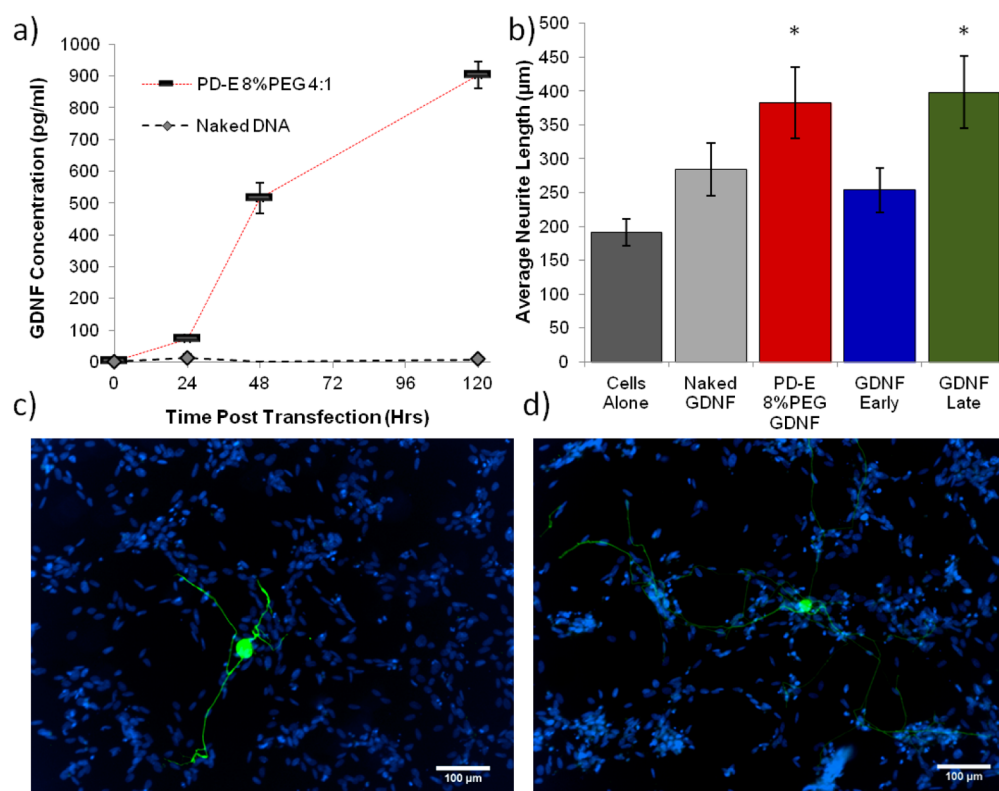 a)
GDNF Concentration (pg/ml)
1000
900
800
700
600
500
400
300
200
100
0
PD-E 8%PEG 4:1
Naked DNA
0 24 48 72 96 120
Time Post Transfection (Hrs)
b)
Average Neurite Length (µm)
500
450
400
350
300
250
200
150
100
50
0
* *
Cells
Alone
Naked
GDNF
PD-E
8%PEG
GDNF
GDNF
Early
GDNF
Late
c)
100 µm
d)
100 µm